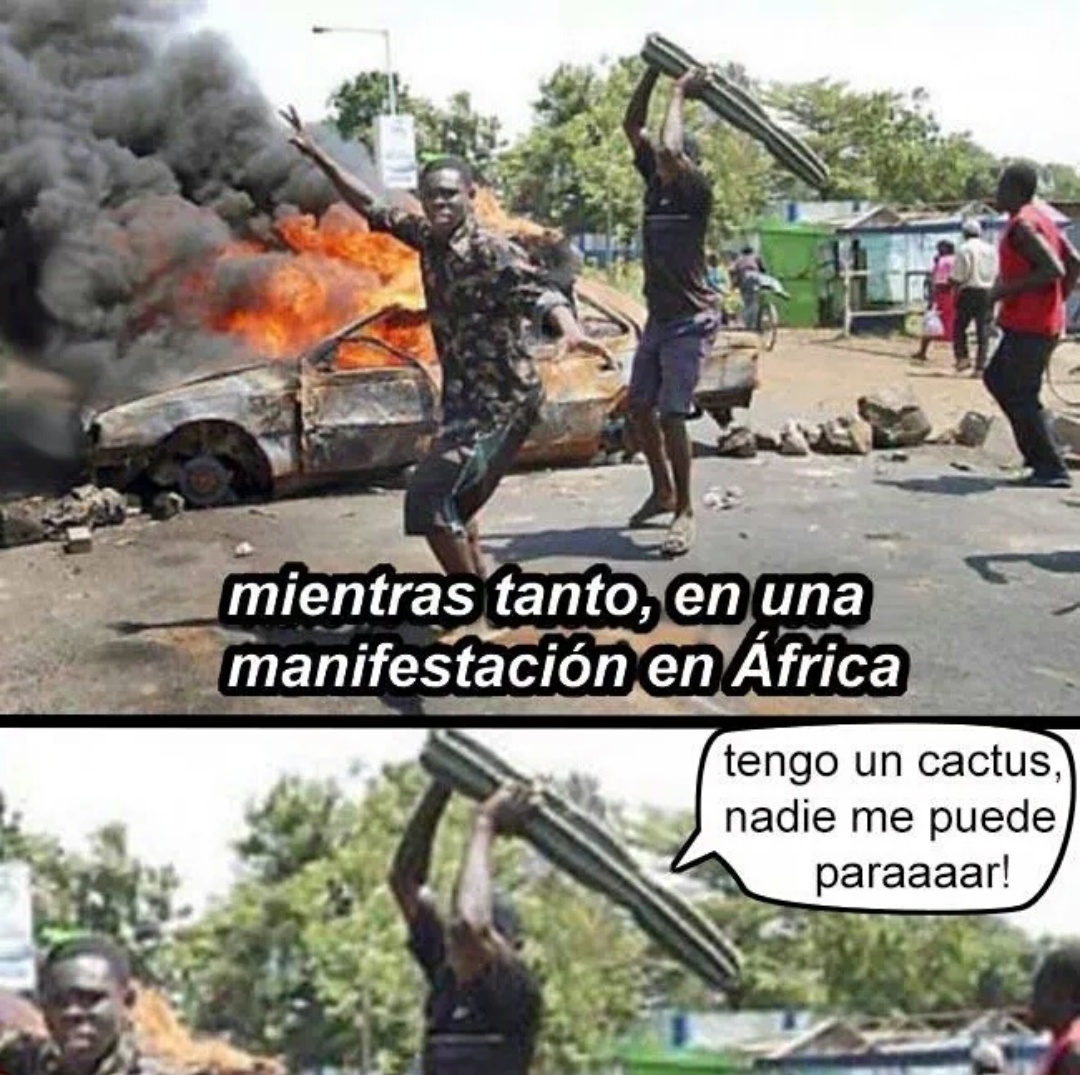 mientras tanto, en una
manifestación en África
tengo un cactus,
nadie me puede
paraaaar!